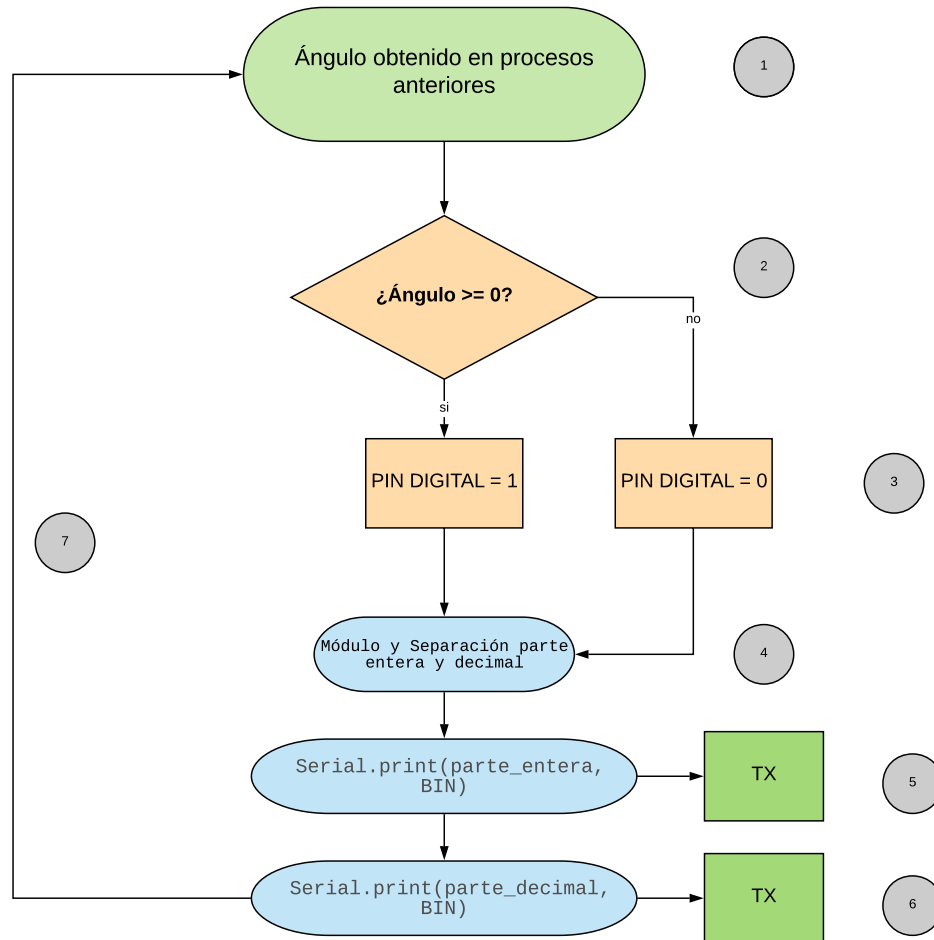 Ángulo obtenido en procesos
anteriores
1
¿Ángulo >= 0?
2
no
si
PIN DIGITAL = 1
PIN DIGITAL = 0
3
7
Módulo y Separación parte
entera y decimal
4
Serial.print(parte_entera,
BIN)
TX
5
Serial.print(parte_decimal,
BIN)
TX
6